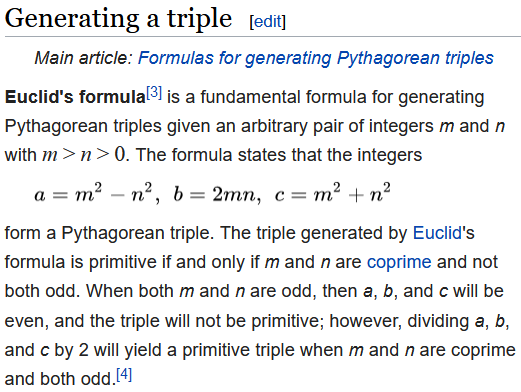 Generating a triple [edit]
Main article: Formulas for generating Pythagorean triples
Euclid's formula[3] is a fundamental formula for generating
Pythagorean triples given an arbitrary pair of integers m and n
with m > n > 0. The formula states that the integers
a = m² − n², b = 2mn, c = m² + n²
form a Pythagorean triple. The triple generated by Euclid's
formula is primitive if and only if m and n are coprime and not
both odd. When both m and n are odd, then a, b, and c will be
even, and the triple will not be primitive; however, dividing a, b,
and c by 2 will yield a primitive triple when m and n are coprime
and both odd.[4]